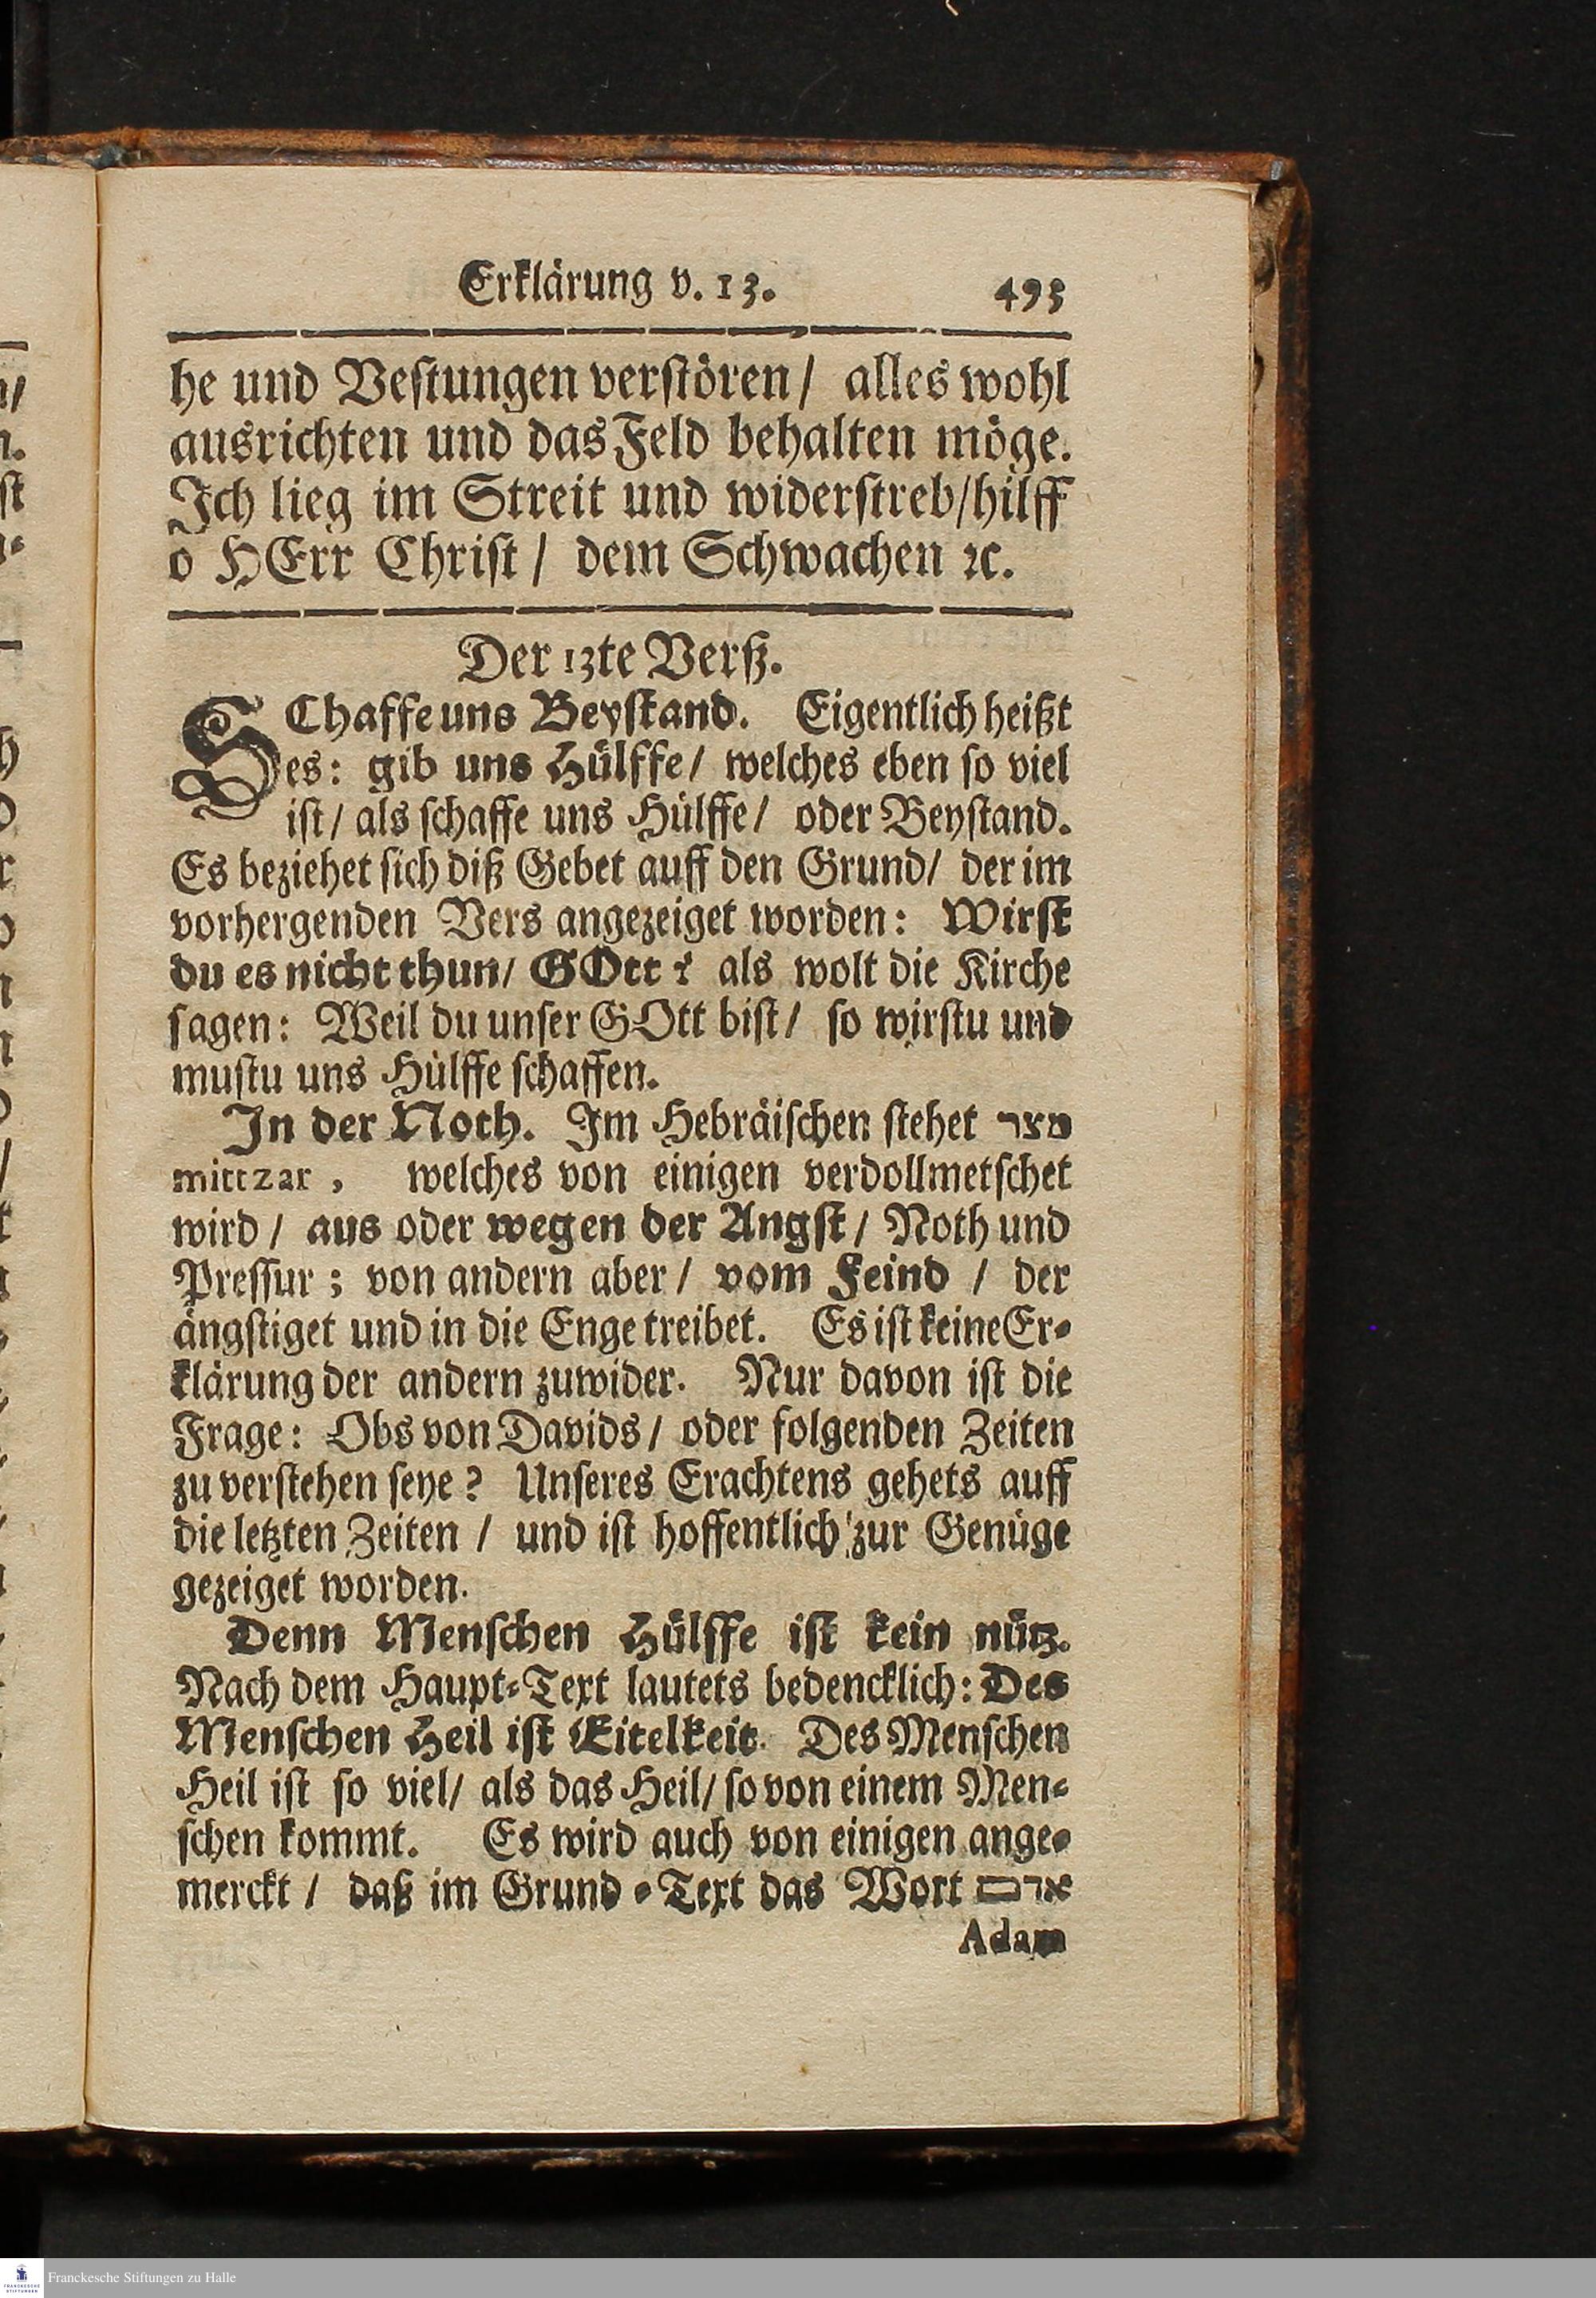 Erklärung v. 13. 493
he und Veſtungen verſtören/ alles wohl
ausrichten und das Feld behalten möge.
Ich lieg im Streit und widerſtreb/hilff
o HErr Chriſt/ dem Schwachen ꝛc.
Der 13te Verß.
SChaffe uns Beyſtand. Eigentlich heißt
es: gib uns Hülffe/ welches eben ſo viel
iſt/ als ſchaffe uns Hülffe/ oder Beyſtand.
Es beziehet ſich diß Gebet auff den Grund/ der im
vorhergenden Vers angezeiget worden: Wirſt
du es nicht thun/ GOtt? als wolt die Kirche
ſagen: Weil du unſer GOtt biſt/ ſo wirſtu und
muſtu uns Hülffe ſchaffen.
In der Noth. Im Hebräiſchen ſtehet מצר
mittzar, welches von einigen verdollmetſchet
wird/ aus oder wegen der Angſt/ Noth und
Preſſur; von andern aber/ vom Feind/ der
ängſtiget und in die Enge treibet. Es iſt keine Er-
klärung der andern zuwider. Nur davon iſt die
Frage: Obs von Davids/ oder folgenden Zeiten
zu verſtehen ſeye? Unſeres Erachtens gehets auff
die letzten Zeiten/ und iſt hoffentlich zur Genüge
gezeiget worden.
Denn Menſchen Hülffe iſt kein nütz.
Nach dem Haupt-Text lautets bedencklich: Des
Menſchen Heil iſt Eitelkeit. Des Menſchen
Heil iſt ſo viel/ als das Heil/ ſo von einem Men-
ſchen kommt. Es wird auch von einigen ange-
merckt/ daß im Grund-Text das Wort אדם
Adam
Franckesche Stiftungen zu Halle